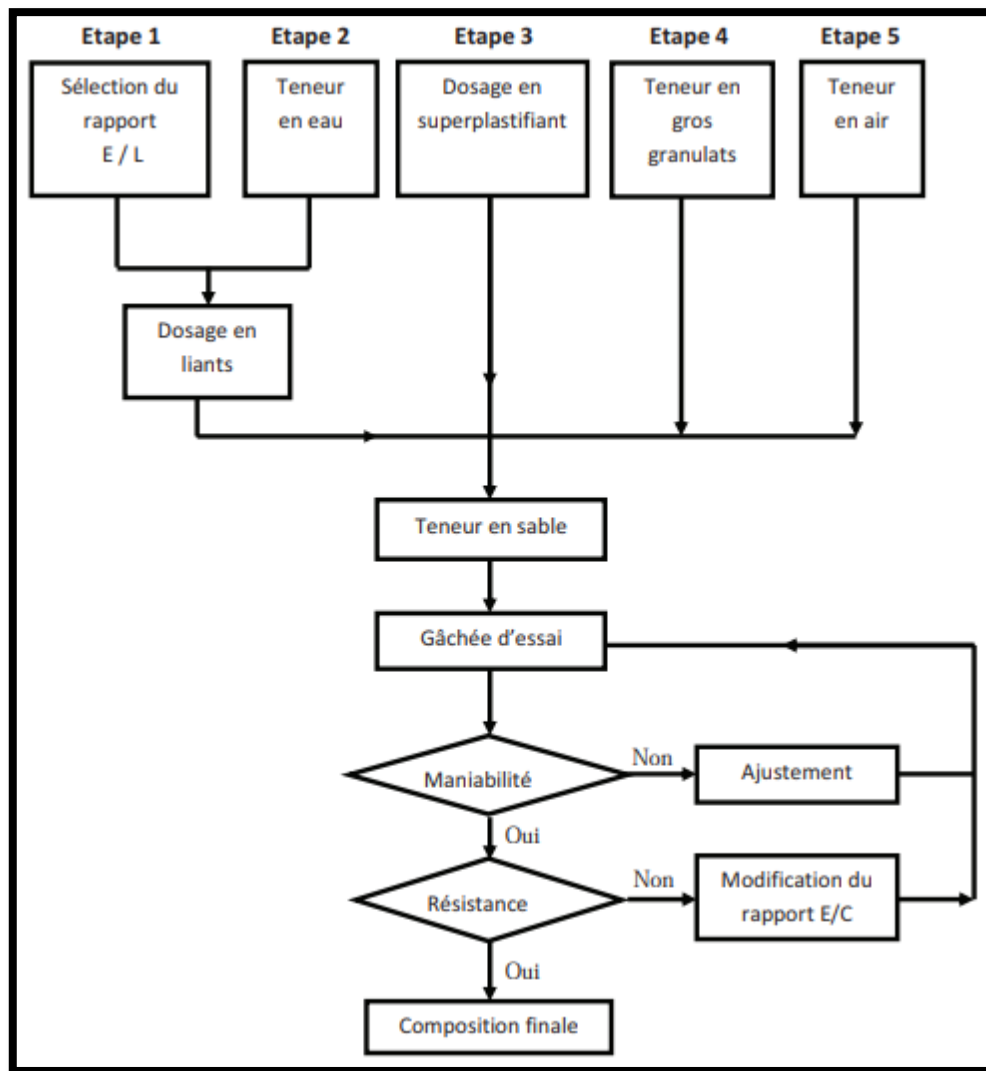 Etape 1
Etape 2
Etape 3
Etape 4
Etape 5
Sélection du
rapport
E / L
Teneur
en eau
Dosage en
superplastifiant
Teneur en
gros
granulats
Teneur
en air
Dosage en
liants
Teneur en sable
Gâchée d'essai
Maniabilité
Non
Ajustement
Oui
Résistance
Non
Modification du
rapport E/C
Oui
Composition finale